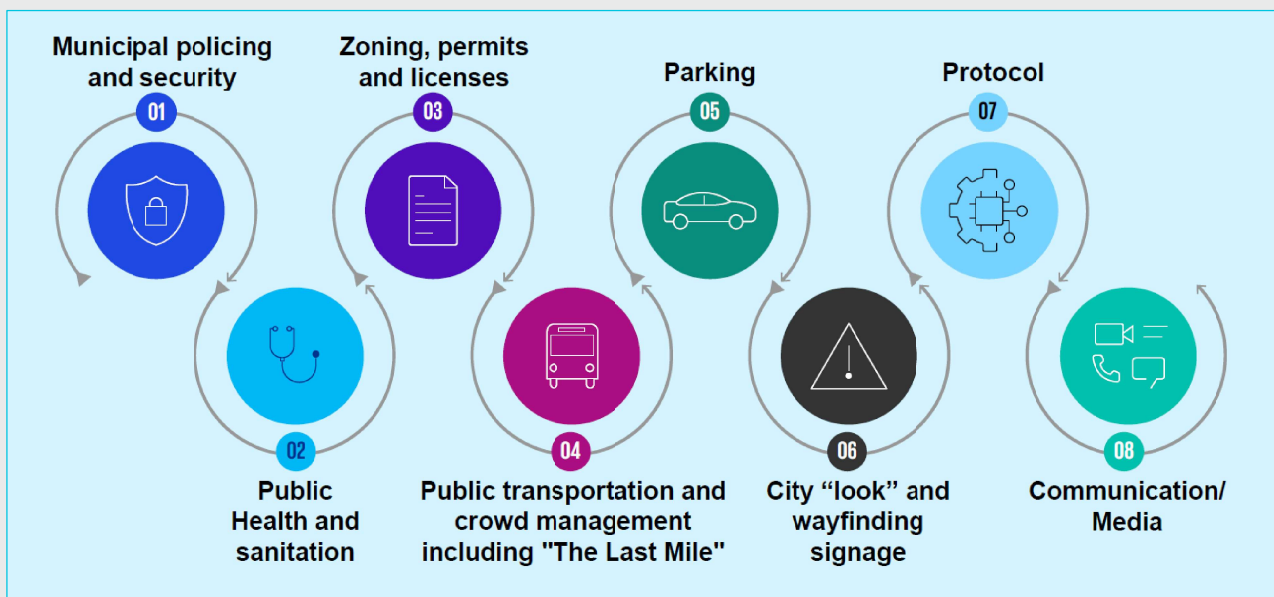 Municipal policing
and security
01
Public
Health and
sanitation
02
Zoning, permits
and licenses
03
Public transportation and
crowd management
including "The Last Mile"
04
Parking
05
City “look” and
wayfinding
signage
06
Protocol
07
Communication/
Media
08